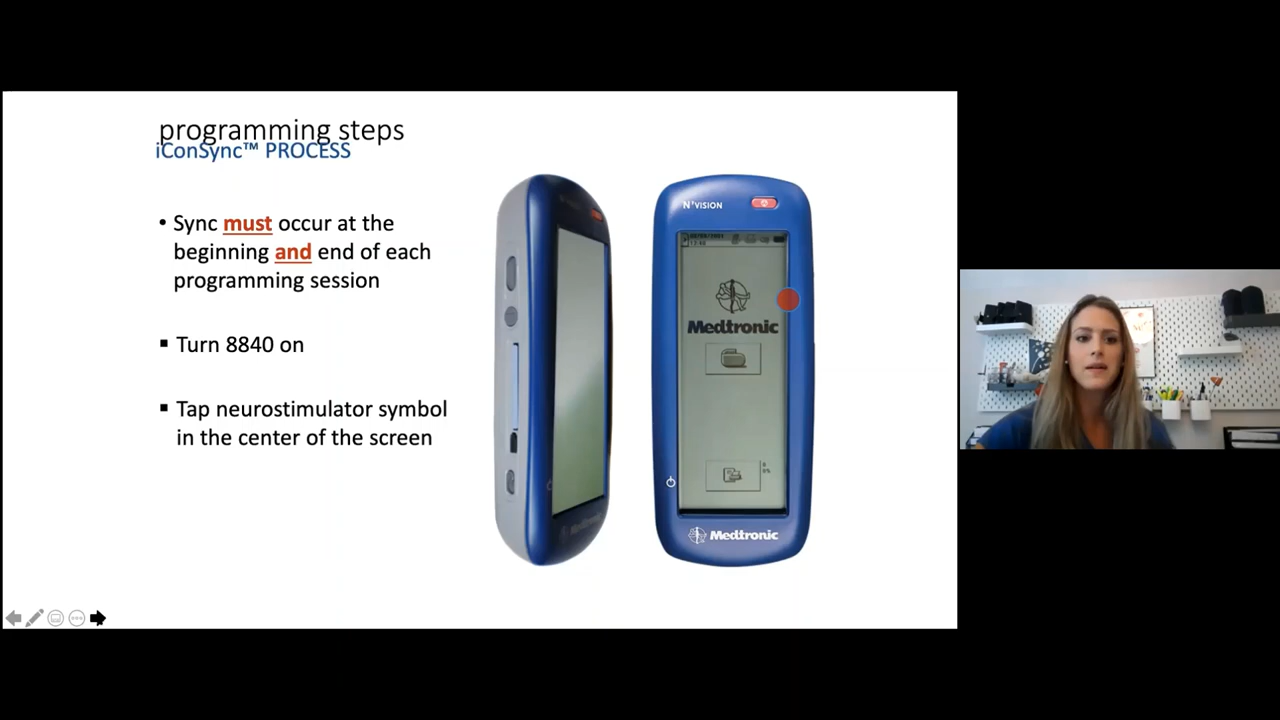 programming steps
iConSync™ PROCESS
• Sync must occur at the
beginning and end of each
programming session
▪ Turn 8840 on
▪ Tap neurostimulator symbol
in the center of the screen
N'VISION
Medtronic
Medtronic